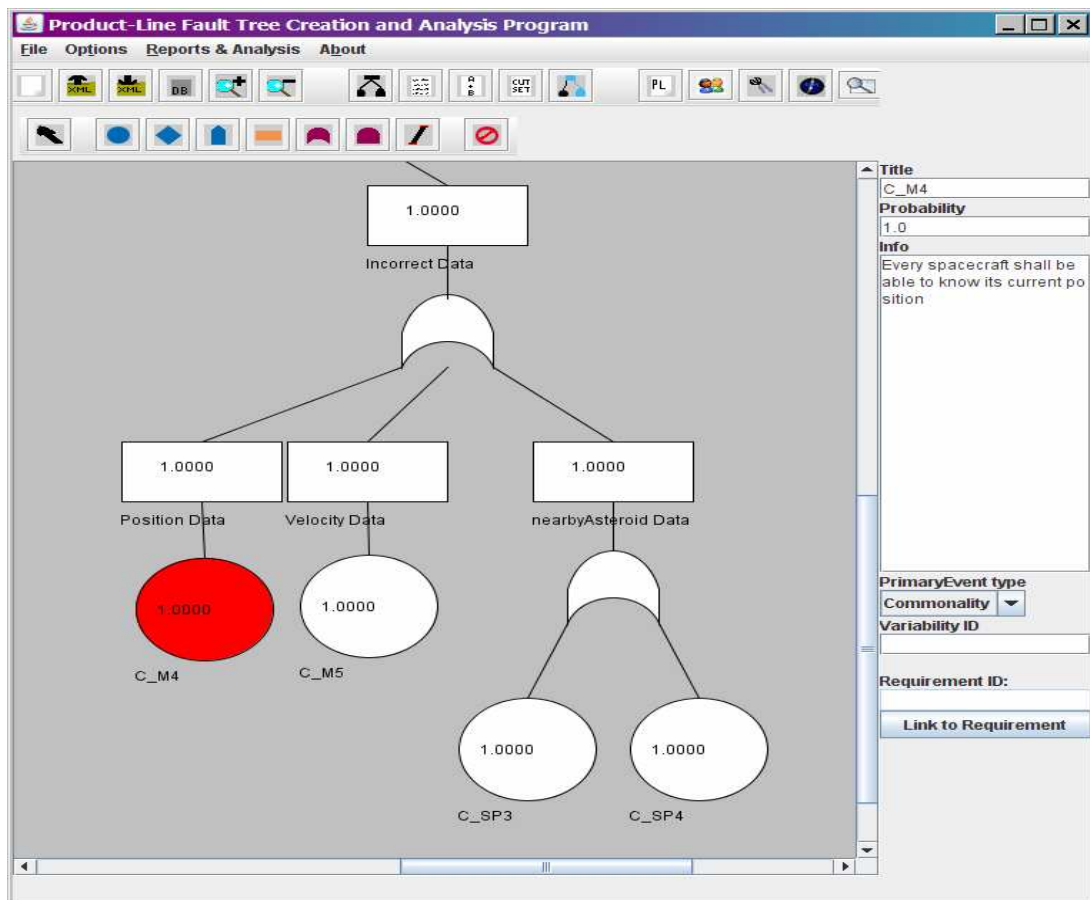 Product-Line Fault Tree Creation and Analysis Program
File Options Reports & Analysis About
XML XML DB A + B CUT SET PL
1.0000
Incorrect Data
1.0000 1.0000 1.0000
Position Data Velocity Data nearbyAsteroid Data
1.0000 1.0000
C_M4 C_M5
1.0000 1.0000
C_SP3 C_SP4
Title
C_M4
Probability
1.0
Info
Every spacecraft shall be
able to know its current po
sition
PrimaryEvent type
Commonality
Variability ID
Requirement ID:
Link to Requirement